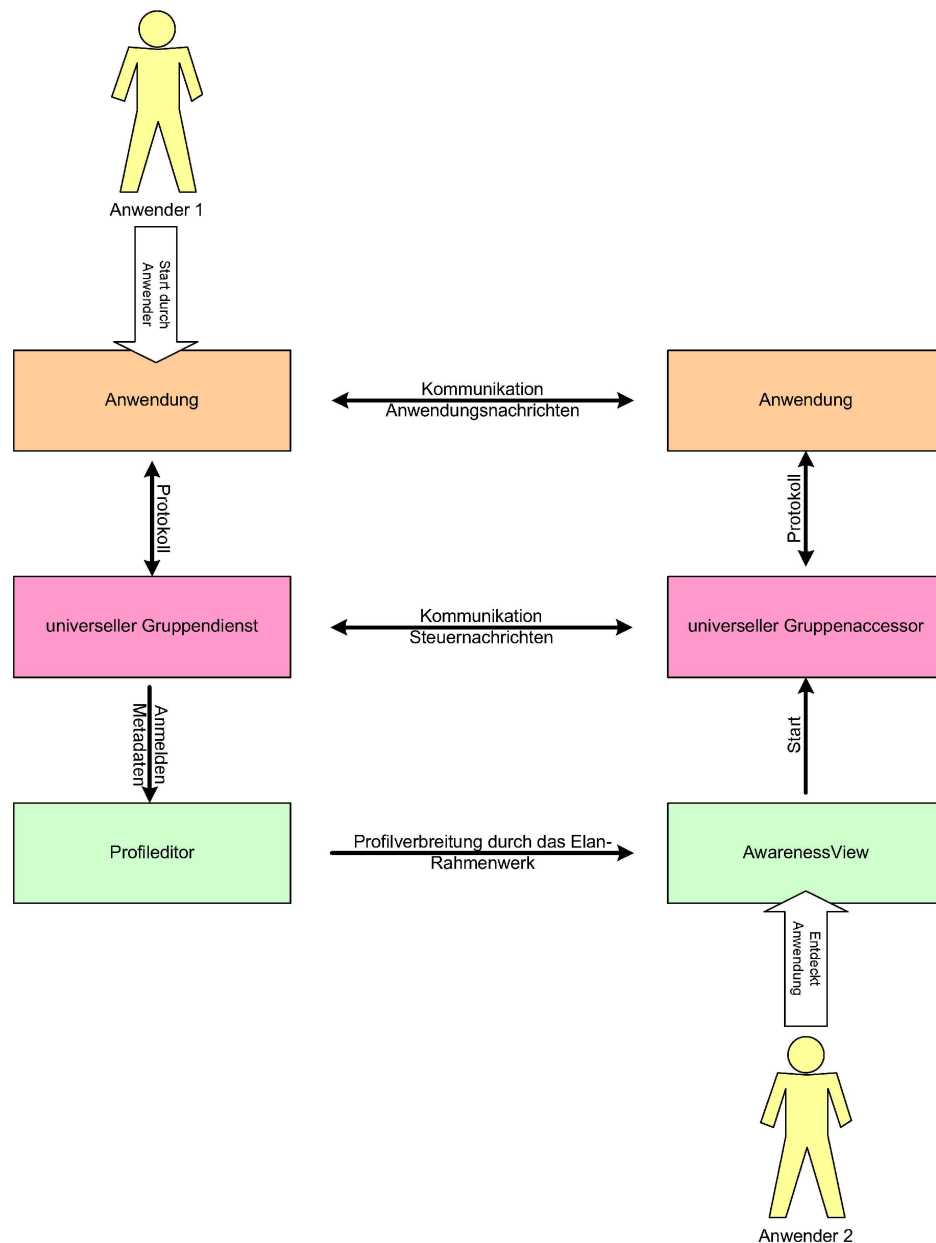 Anwender 1
Start durch
Anwender
Anwendung
Kommunikation
Anwendungsnachrichten
Anwendung
Protokoll
Protokoll
universeller Gruppendienst
Kommunikation
Steuernachrichten
universeller Gruppenaccessor
Anmelden
Metadaten
Start
Profileditor
Profilverbreitung durch das Elan-
Rahmenwerk
AwarenessView
Entdeckt
Anwendung
Anwender 2